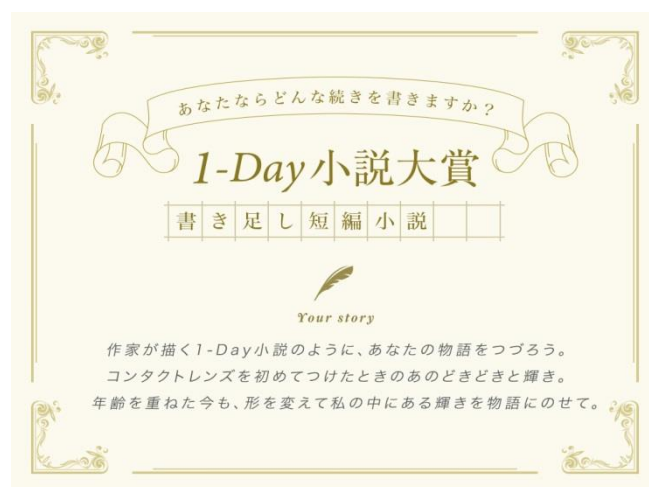 あなたならどんな続きを書きますか?
1-Day小説大賞
書き足し短編小説
Your story
作家が描く1-Day小説のように、あなたの物語をつづろう。
コンタクトレンズを初めてつけたときのあのどきどきと輝き。
年齢を重ねた今も、形を変えて私の中にある輝きを物語にのせて。